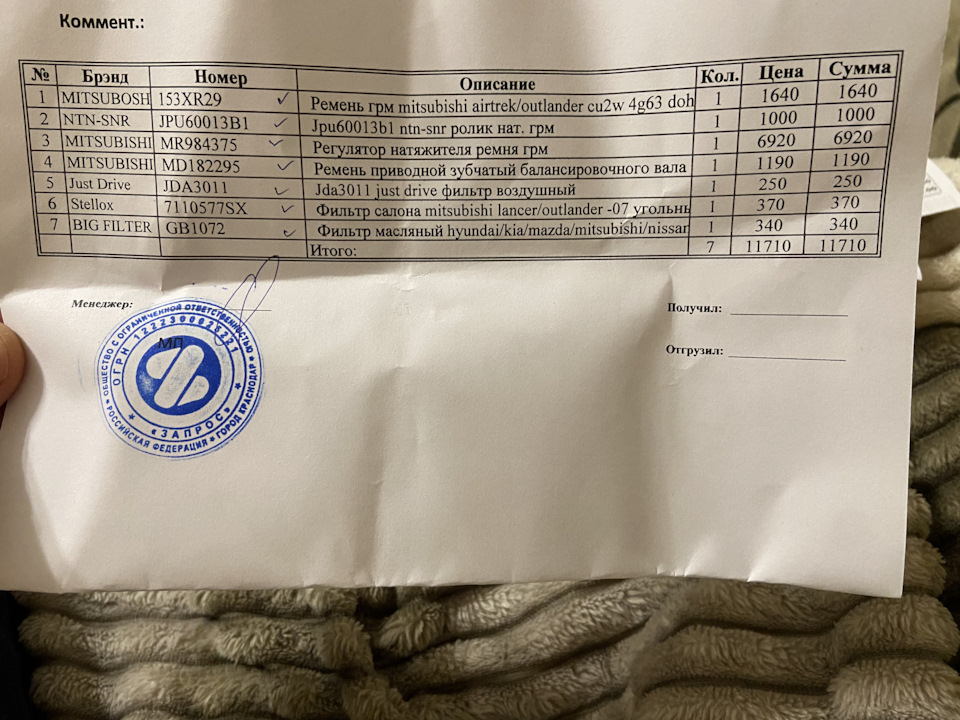 Коммент.:
№ Брэнд Номер Описание Кол. Цена Сумма
1 MITSUBOSH 153XR29 Ремень грм mitsubishi airtrek/outlander cu2w 4g63 doh 1 1640 1640
2 NTN-SNR JPU60013B1 Jpu60013b1 ntn-snr ролик нат. грм 1 1000 1000
3 MITSUBISHI MR984375 Регулятор натяжителя ремня грм 1 6920 6920
4 MITSUBISHI MD182295 Ремень приводной зубчатый балансировочного вала 1 1190 1190
5 Just Drive JDA3011 Jda3011 just drive фильтр воздушный 1 250 250
6 Stellox 7110577SX Фильтр салона mitsubishi lancer/outlander -07 угольнь 1 370 370
7 BIG FILTER GB1072 Фильтр масляный hyundai/kia/mazda/mitsubishi/nissan 1 340 340
Итого: 7 11710 11710
Менеджер:
Получил:
Отгрузил:
МП
ОБЩЕСТВО С ОГРАНИЧЕННОЙ ОТВЕТСТВЕННОСТЬЮ
ОГРН
«ЗАПРОС»
РОССИЙСКАЯ ФЕДЕРАЦИЯ * ГОРОД КРАСНОДАР